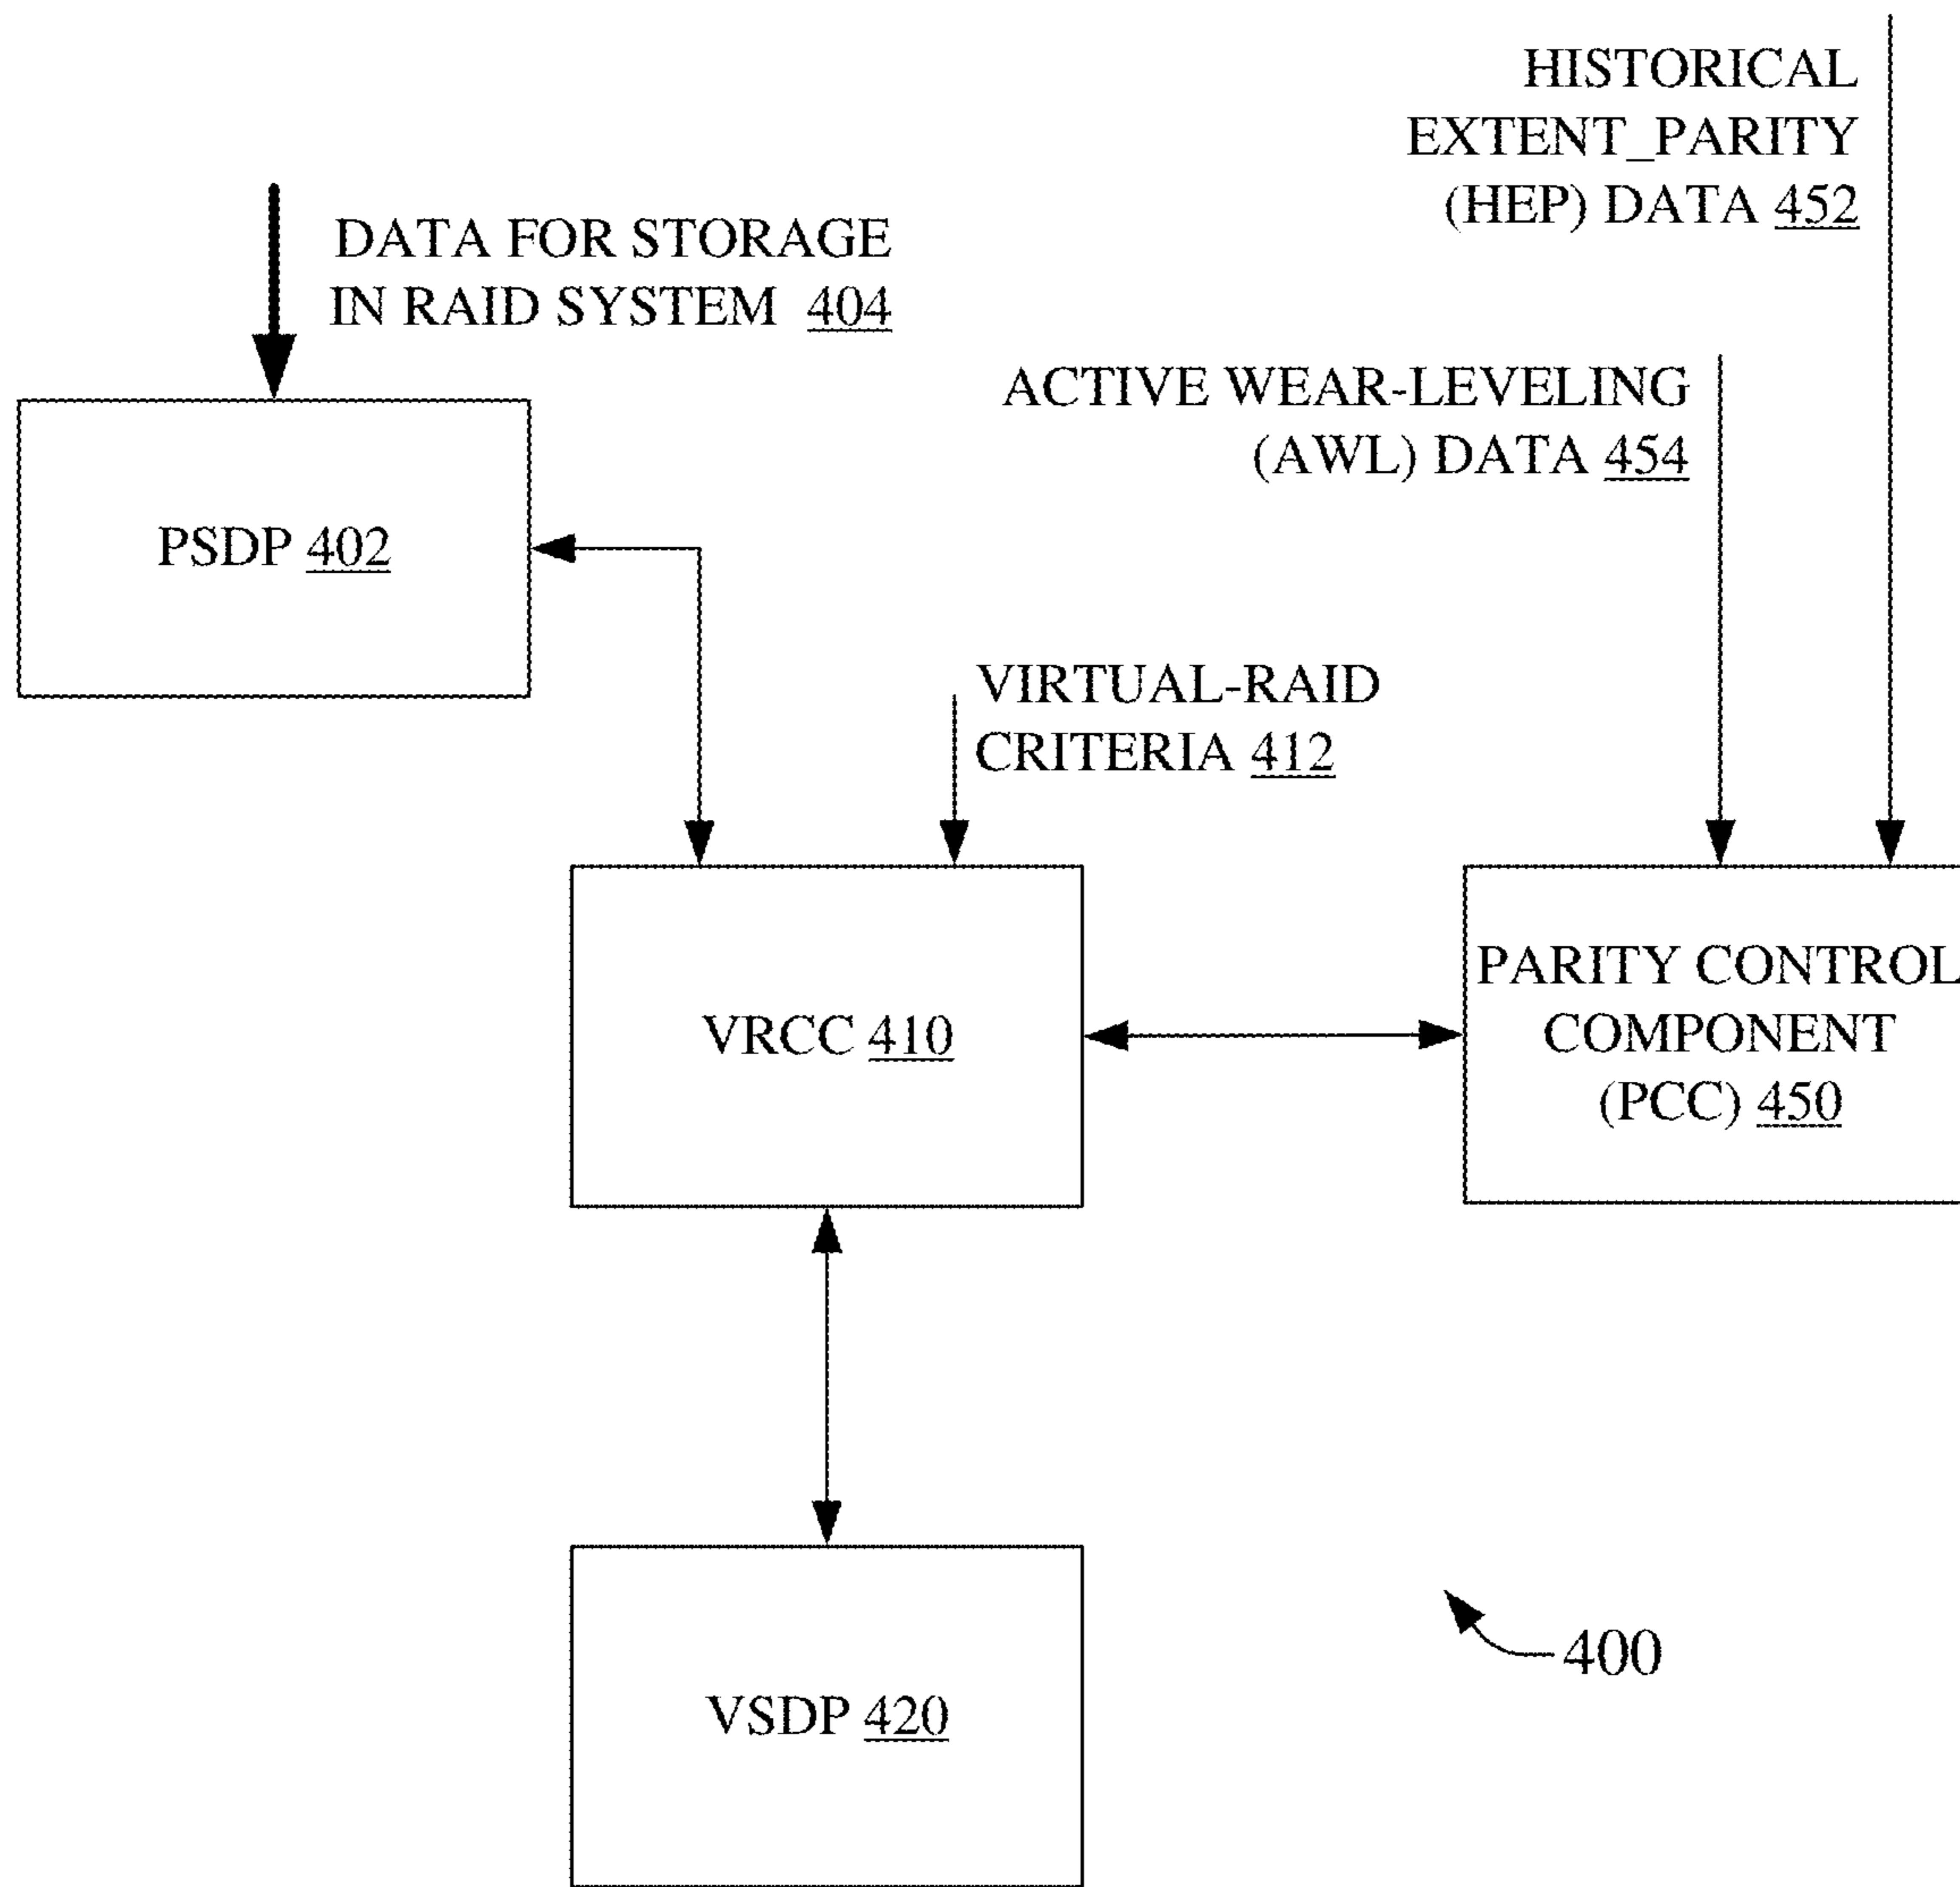 HISTORICAL
EXTENT_PARITY
(HEP) DATA 452
DATA FOR STORAGE
IN RAID SYSTEM 404
ACTIVE WEAR-LEVELING
(AWL) DATA 454
PSDP 402
VIRTUAL-RAID
CRITERIA 412
VRCC 410
PARITY CONTROL
COMPONENT
(PCC) 450
VSDP 420
400